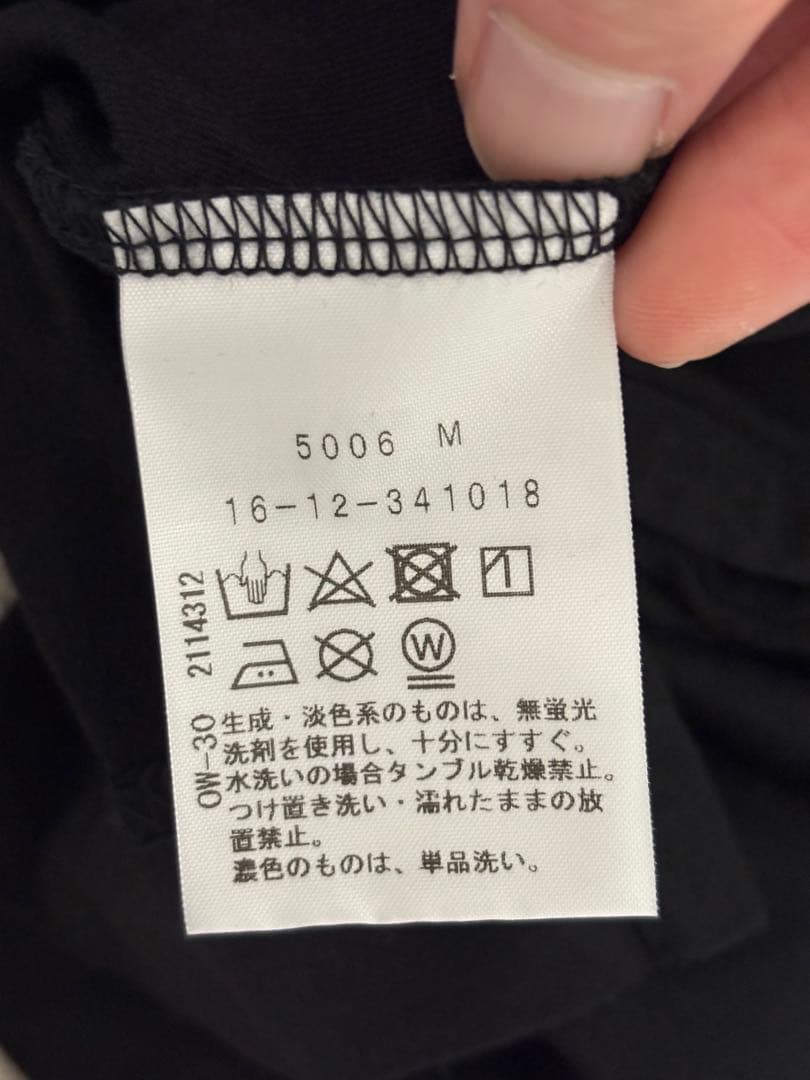 5006 M
16-12-341018
2114312
W
OW-30
生成・淡色系のものは、無蛍光
洗剤を使用し、十分にすすぐ。
水洗いの場合タンブル乾燥禁止。
つけ置き洗い・濡れたままの放
置禁止。
濃色のものは、単品洗い。